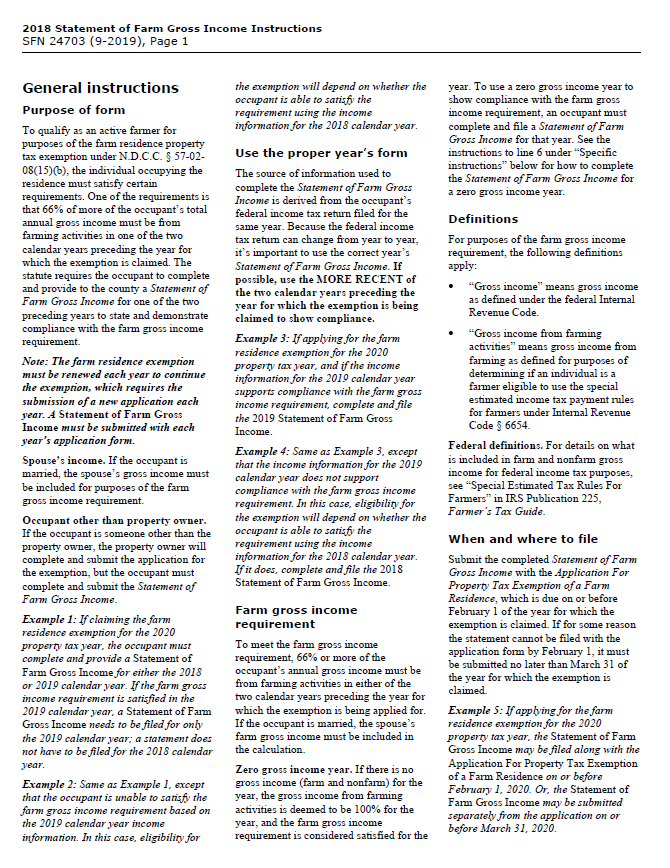 2018 Statement of Farm Gross Income Instructions
SFN 24703 (9-2019), Page 1
General instructions
Purpose of form
To qualify as an active farmer for
purposes of the farm residence property
tax exemption under N.D.C.C. § 57-02-
08(15)(b), the individual occupying the
residence must satisfy certain
requirements. One of the requirements is
that 66% of more of the occupant's total
annual gross income must be from
farming activities in one of the two
calendar years preceding the year for
which the exemption is claimed. The
statute requires the occupant to complete
and provide to the county a Statement of
Farm Gross Income for one of the two
preceding years to state and demonstrate
compliance with the farm gross income
requirement.
Note: The farm residence exemption
must be renewed each year to continue
the exemption, which requires the
submission of a new application each
year. A Statement of Farm Gross
Income must be submitted with each
year's application form.
Spouse's income. If the occupant is
married, the spouse's gross income must
be included for purposes of the farm
gross income requirement.
Occupant other than property owner.
If the occupant is someone other than the
property owner, the property owner will
complete and submit the application for
the exemption, but the occupant must
complete and submit the Statement of
Farm Gross Income.
Example 1: If claiming the farm
residence exemption for the 2020
property tax year, the occupant must
complete and provide a Statement of
Farm Gross Income for either the 2018
or 2019 calendar year. If the farm gross
income requirement is satisfied in the
2019 calendar year, a Statement of Farm
Gross Income needs to be filed for only
the 2019 calendar year; a statement does
not have to be filed for the 2018 calendar
year.
Example 2: Same as Example 1, except
that the occupant is unable to satisfy the
farm gross income requirement based on
the 2019 calendar year income
information. In this case, eligibility for
the exemption will depend on whether the
occupant is able to satisfy the
requirement using the income
information for the 2018 calendar year.
Use the proper year's form
The source of information used to
complete the Statement of Farm Gross
Income is derived from the occupant's
federal income tax return filed for the
same year. Because the federal income
tax return can change from year to year,
it's important to use the correct year's
Statement of Farm Gross Income. If
possible, use the MORE RECENT of
the two calendar years preceding the
year for which the exemption is being
claimed to show compliance.
Example 3: If applying for the farm
residence exemption for the 2020
property tax year, and if the income
information for the 2019 calendar year
supports compliance with the farm gross
income requirement, complete and file
the 2019 Statement of Farm Gross
Income.
Example 4: Same as Example 3, except
that the income information for the 2019
calendar year does not support
compliance with the farm gross income
requirement. In this case, eligibility for
the exemption will depend on whether the
occupant is able to satisfy the
requirement using the income
information for the 2018 calendar year.
If it does, complete and file the 2018
Statement of Farm Gross Income.
Farm gross income
requirement
To meet the farm gross income
requirement, 66% or more of the
occupant's annual gross income must be
from farming activities in either of the
two calendar years preceding the year for
which the exemption is being applied for.
If the occupant is married, the spouse's
farm gross income must be included in
the calculation.
Zero gross income year. If there is no
gross income (farm and nonfarm) for the
year, the gross income from farming
activities is deemed to be 100% for the
year, and the farm gross income
requirement is considered satisfied for the
year. To use a zero gross income year to
show compliance with the farm gross
income requirement, an occupant must
complete and file a Statement of Farm
Gross Income for that year. See the
instructions to line 6 under "Specific
instructions" below for how to complete
the Statement of Farm Gross Income for
a zero gross income year.
Definitions
For purposes of the farm gross income
requirement, the following definitions
apply:
• "Gross income" means gross income
as defined under the federal Internal
Revenue Code.
• "Gross income from farming
activities" means gross income from
farming as defined for purposes of
determining if an individual is a
farmer eligible to use the special
estimated income tax payment rules
for farmers under Internal Revenue
Code § 6654.
Federal definitions. For details on what
is included in farm and nonfarm gross
income for federal income tax purposes,
see "Special Estimated Tax Rules For
Farmers" in IRS Publication 225,
Farmer's Tax Guide.
When and where to file
Submit the completed Statement of Farm
Gross Income with the Application For
Property Tax Exemption of a Farm
Residence, which is due on or before
February 1 of the year for which the
exemption is claimed. If for some reason
the statement cannot be filed with the
application form by February 1, it must
be submitted no later than March 31 of
the year for which the exemption is
claimed.
Example 5: If applying for the farm
residence exemption for the 2020
property tax year, the Statement of Farm
Gross Income may be filed along with the
Application For Property Tax Exemption
of a Farm Residence on or before
February 1, 2020. Or, the Statement of
Farm Gross Income may be submitted
separately from the application on or
before March 31, 2020.